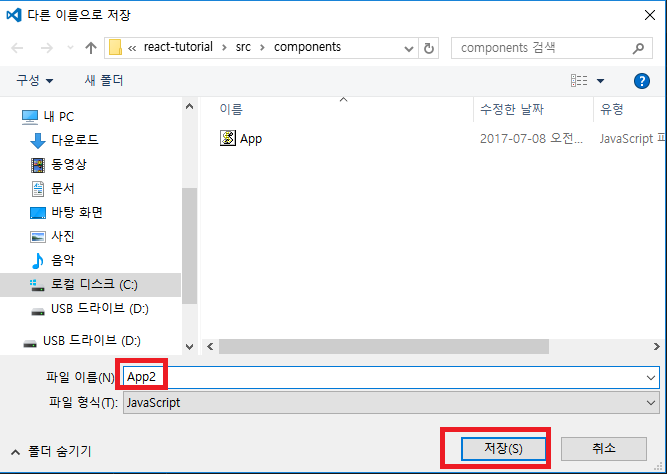 다른 이름으로 저장
« react-tutorial › src › components
components 검색
구성
새 폴더
내 PC
다운로드
동영상
문서
바탕 화면
사진
음악
로컬 디스크 (C:)
USB 드라이브 (D:)
USB 드라이브 (D:)
이름 수정한 날짜 유형
App 2017-07-08 오전... JavaScript
파일 이름(N): App2
파일 형식(T): JavaScript
폴더 숨기기
저장(S)
취소